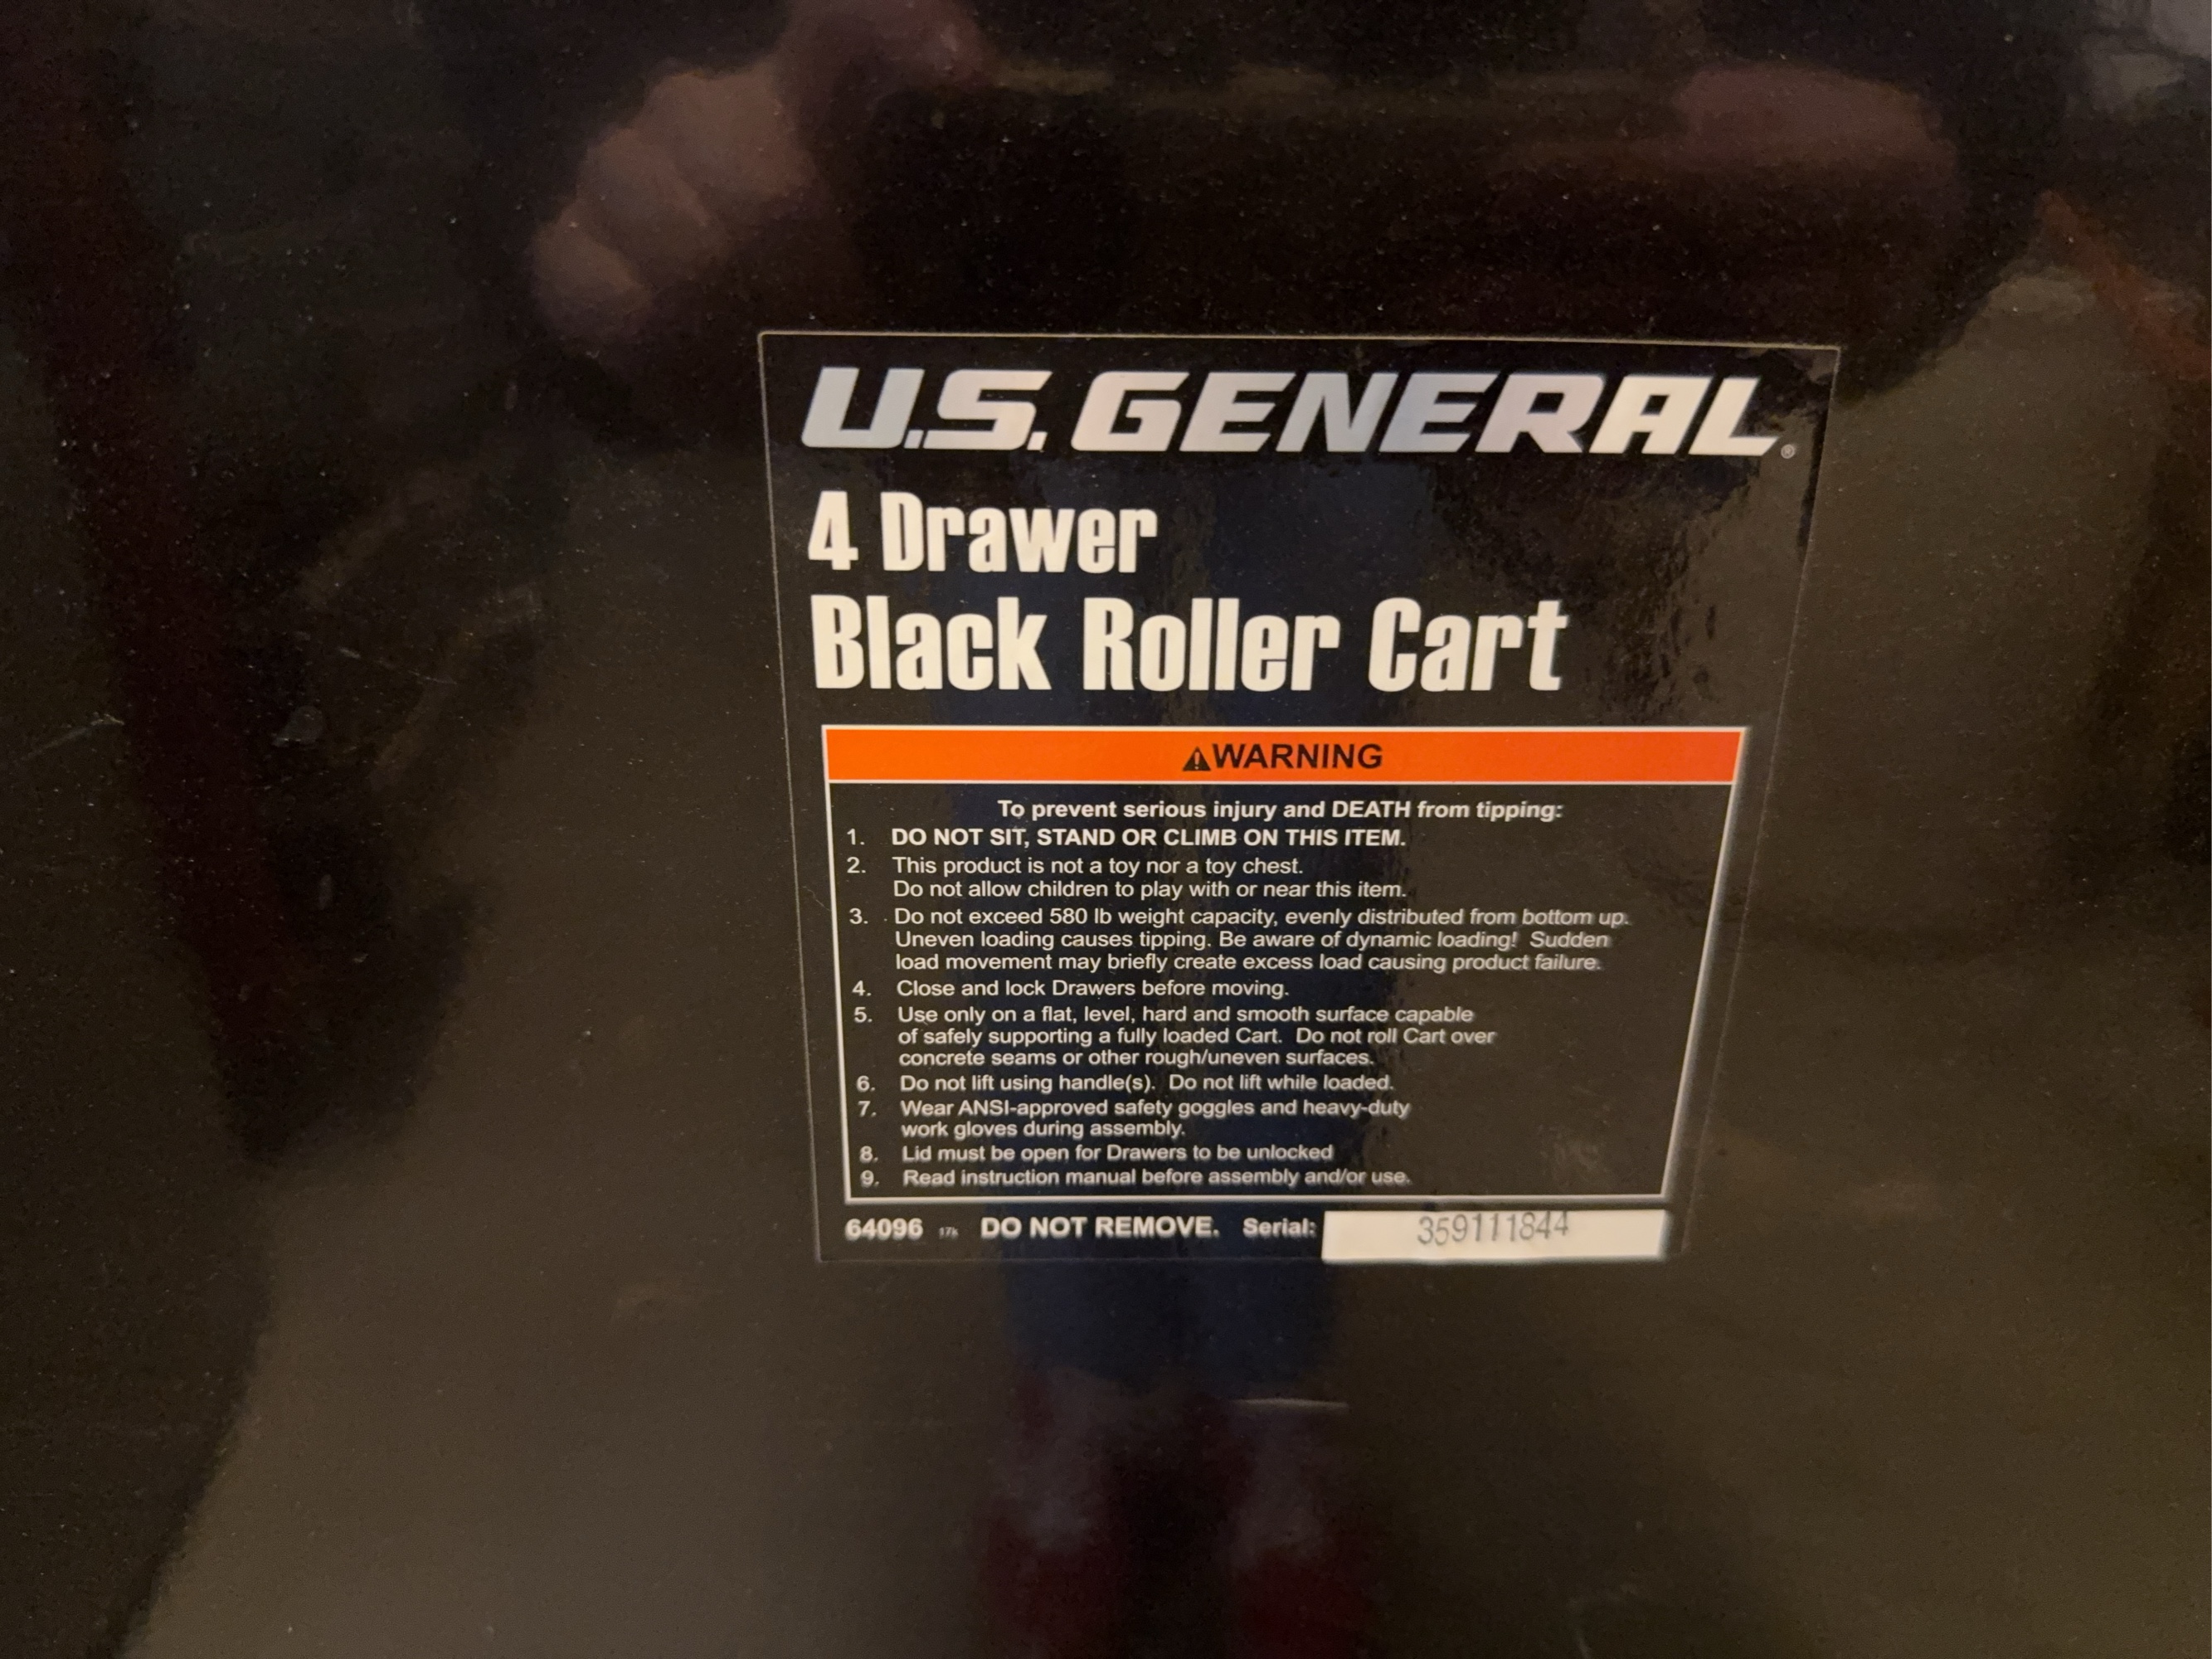 U.S. GENERAL®
4 Drawer
Black Roller Cart
⚠WARNING
To prevent serious injury and DEATH from tipping:
1. DO NOT SIT, STAND OR CLIMB ON THIS ITEM.
2. This product is not a toy nor a toy chest.
Do not allow children to play with or near this item.
3. Do not exceed 580 lb weight capacity, evenly distributed from bottom up.
Uneven loading causes tipping. Be aware of dynamic loading! Sudden
load movement may briefly create excess load causing product failure.
4. Close and lock Drawers before moving.
5. Use only on a flat, level, hard and smooth surface capable
of safely supporting a fully loaded Cart. Do not roll Cart over
concrete seams or other rough/uneven surfaces.
6. Do not lift using handle(s). Do not lift while loaded.
7. Wear ANSI-approved safety goggles and heavy-duty
work gloves during assembly.
8. Lid must be open for Drawers to be unlocked
9. Read instruction manual before assembly and/or use.
64096 17k DO NOT REMOVE. Serial: 359111844